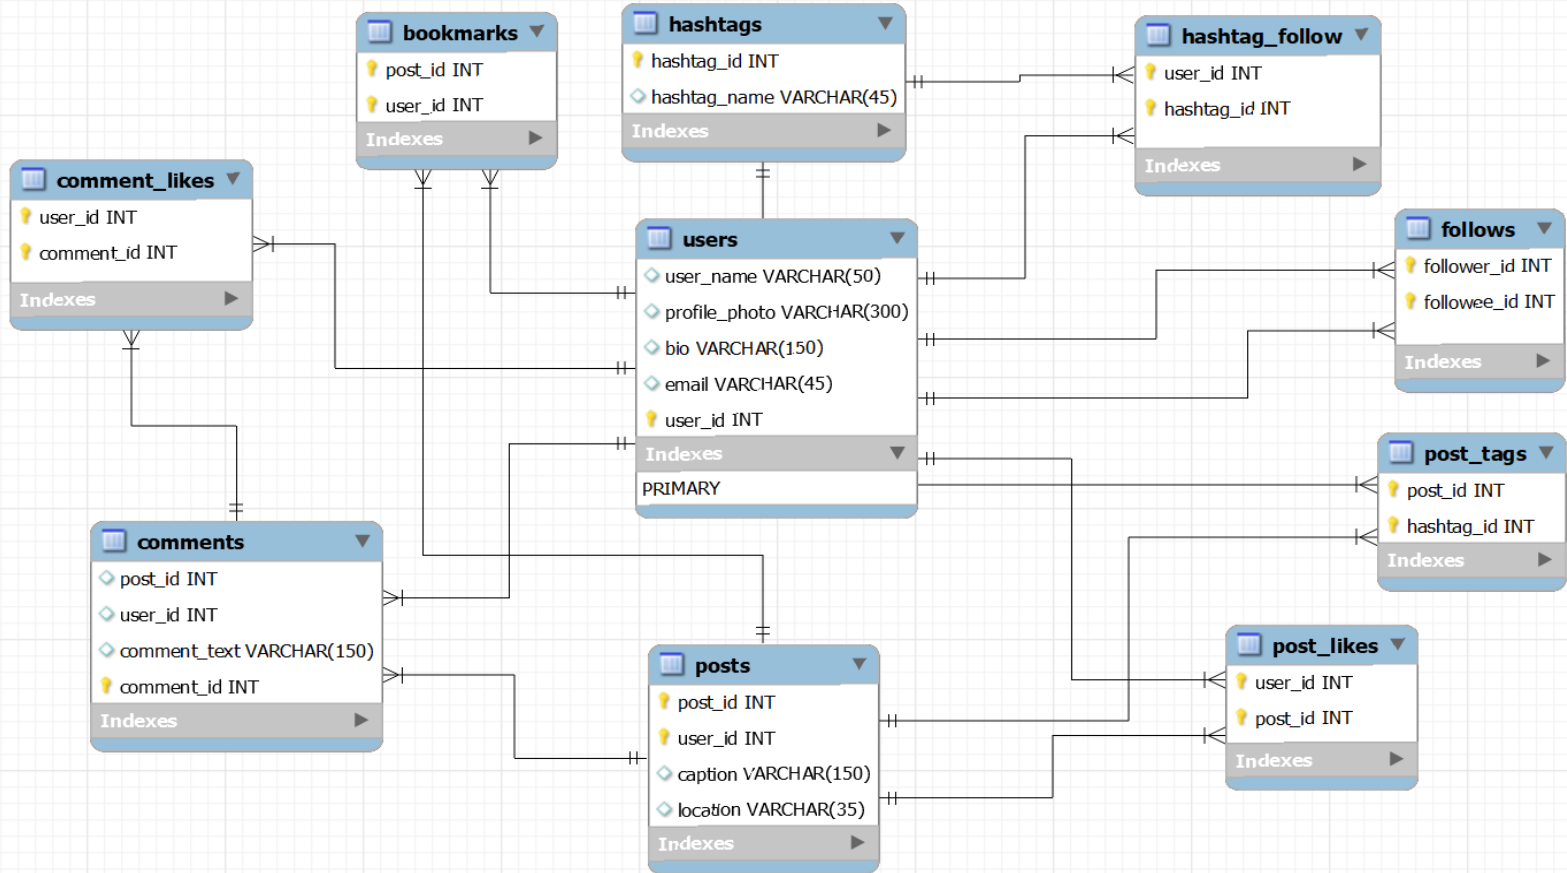 bookmarks
post_id INT
user_id INT
Indexes
hashtags
hashtag_id INT
hashtag_name VARCHAR(45)
Indexes
hashtag_follow
user_id INT
hashtag_id INT
Indexes
comment_likes
user_id INT
comment_id INT
Indexes
users
user_name VARCHAR(50)
profile_photo VARCHAR(300)
bio VARCHAR(150)
email VARCHAR(45)
user_id INT
Indexes
PRIMARY
follows
follower_id INT
followee_id INT
Indexes
post_tags
post_id INT
hashtag_id INT
Indexes
comments
post_id INT
user_id INT
comment_text VARCHAR(150)
comment_id INT
Indexes
posts
post_id INT
user_id INT
caption VARCHAR(150)
location VARCHAR(35)
Indexes
post_likes
user_id INT
post_id INT
Indexes